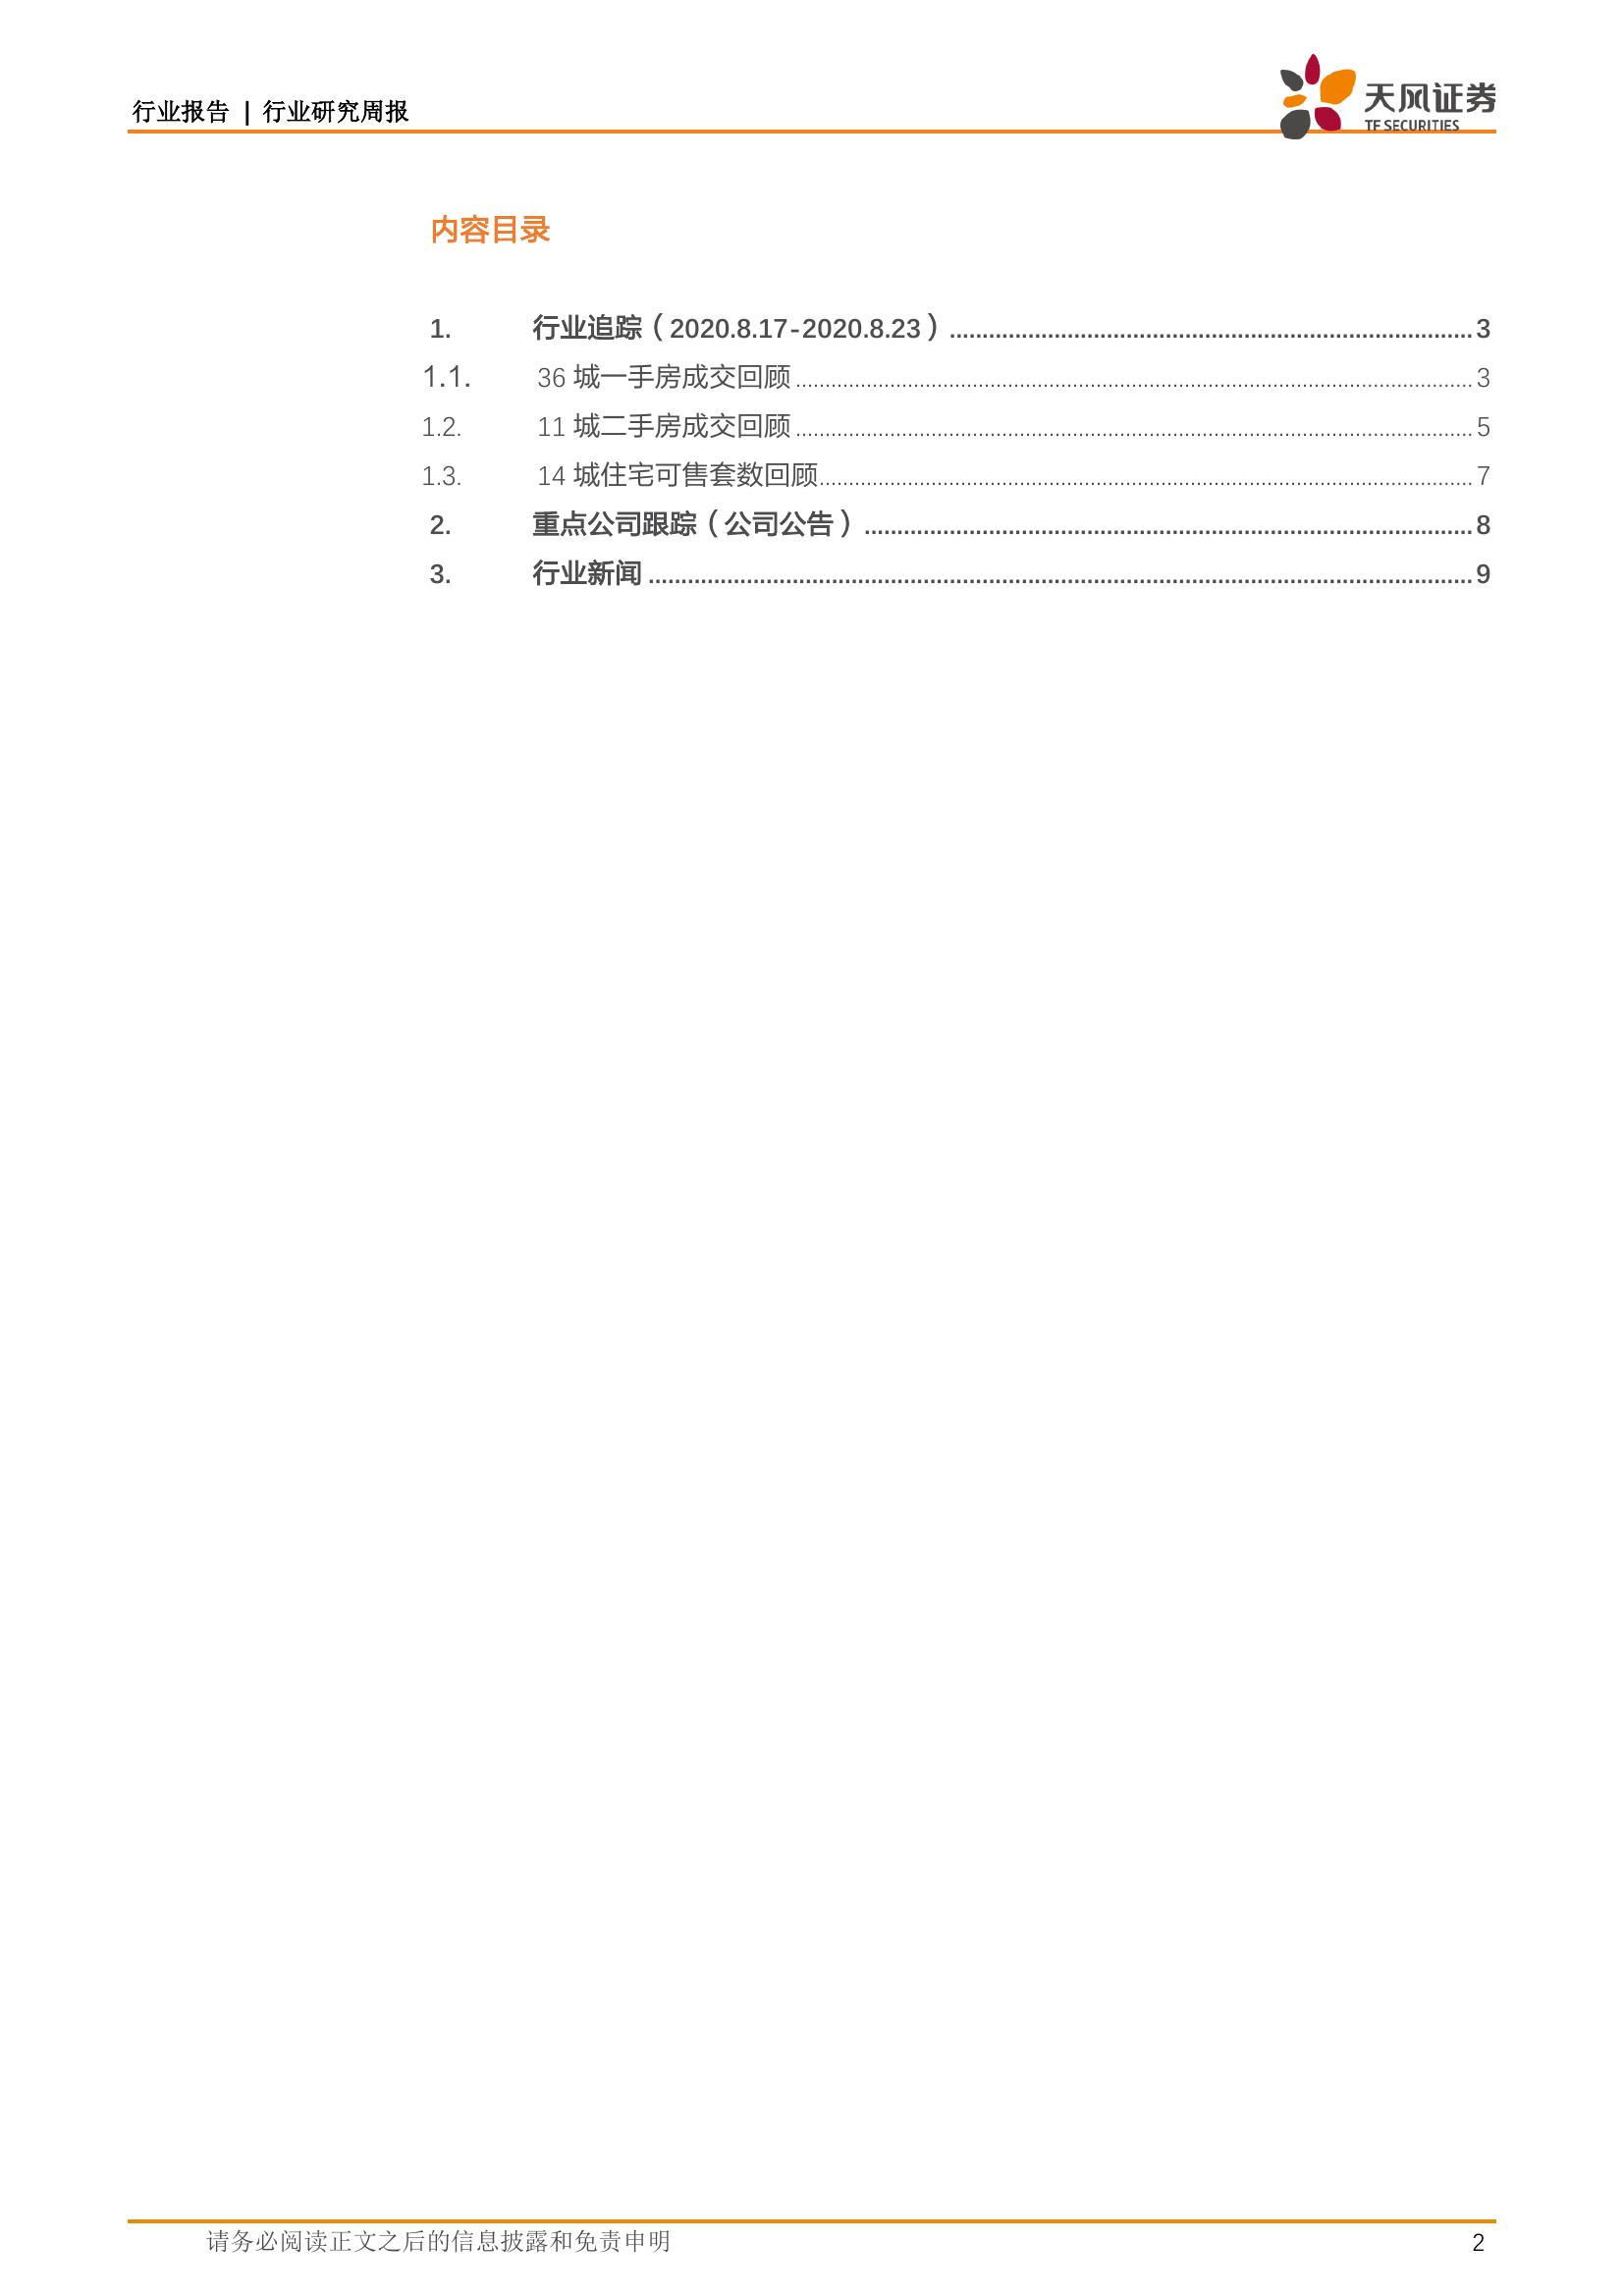 行业报告 | 行业研究周报
天风证券
TF SECURITIES
内容目录
1. 行业追踪（2020.8.17-2020.8.23）........................................ 3
1.1. 36 城一手房成交回顾........................................ 3
1.2. 11 城二手房成交回顾........................................ 5
1.3. 14 城住宅可售套数回顾........................................ 7
2. 重点公司跟踪（公司公告）........................................ 8
3. 行业新闻........................................ 9
请务必阅读正文之后的信息披露和免责申明 2